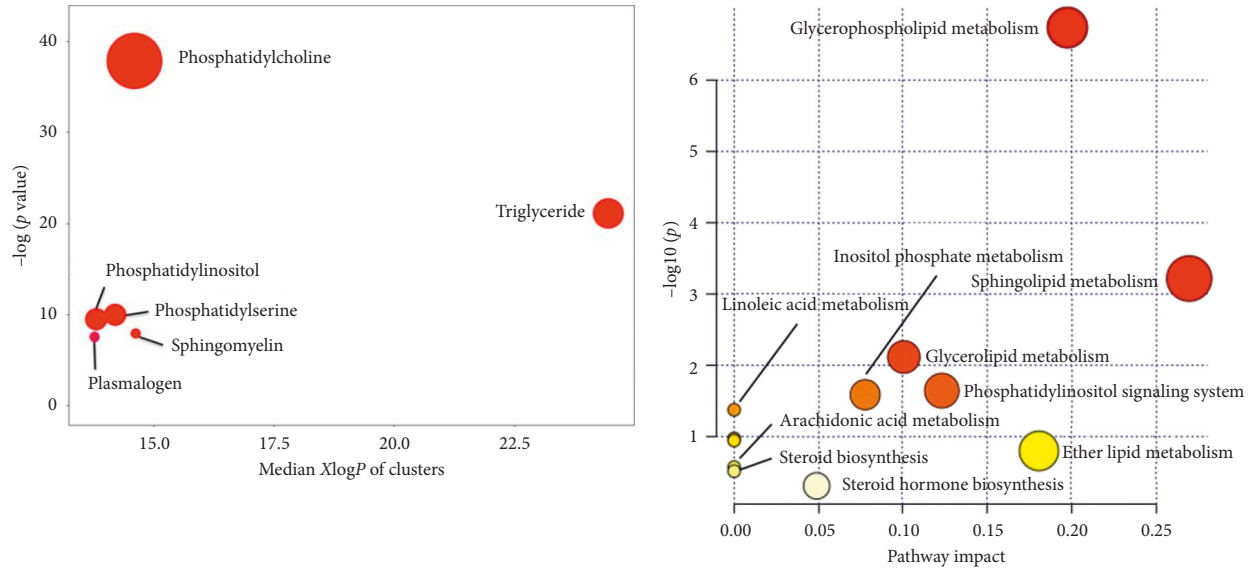 40
30
20
10
0
−log (p value)
Phosphatidylcholine
Triglyceride
Phosphatidylinositol
Phosphatidylserine
Sphingomyelin
Plasmalogen
15.0 17.5 20.0 22.5
Median XlogP of clusters
Glycerophospholipid metabolism
6
5
4
3
2
1
−log10 (p)
Inositol phosphate metabolism
Sphingolipid metabolism
Linoleic acid metabolism
Glycerolipid metabolism
Phosphatidylinositol signaling system
Arachidonic acid metabolism
Ether lipid metabolism
Steroid biosynthesis
Steroid hormone biosynthesis
0.00 0.05 0.10 0.15 0.20 0.25
Pathway impact